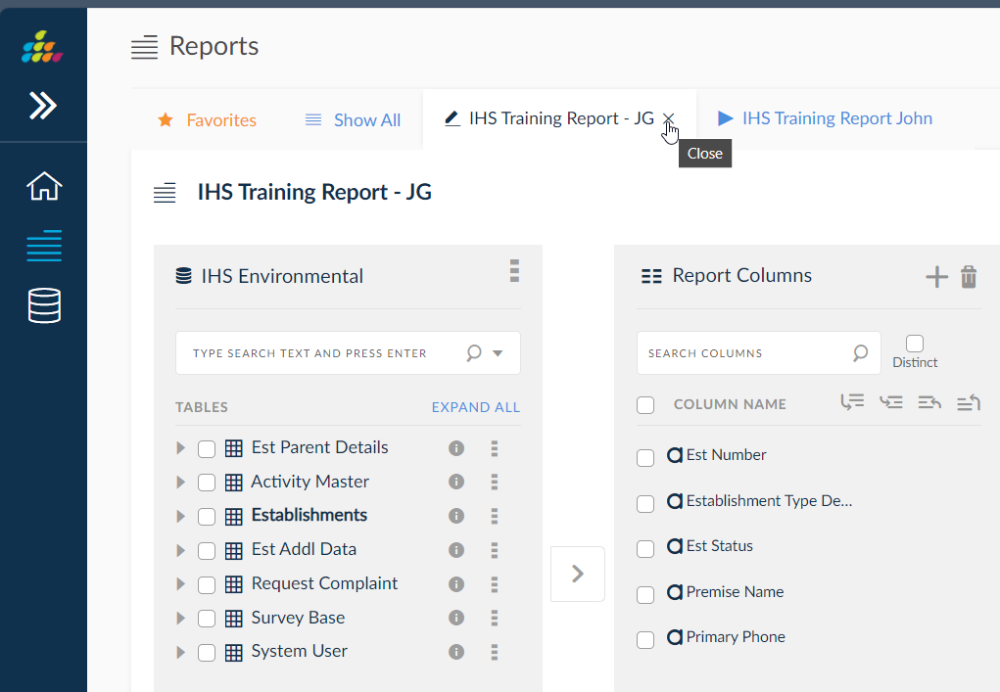 Reports
Favorites
Show All
IHS Training Report - JG
IHS Training Report John
Close
IHS Training Report - JG
IHS Environmental
TYPE SEARCH TEXT AND PRESS ENTER
TABLES
EXPAND ALL
Est Parent Details
Activity Master
Establishments
Est Addl Data
Request Complaint
Survey Base
System User
Report Columns
SEARCH COLUMNS
Distinct
COLUMN NAME
Est Number
Establishment Type De...
Est Status
Premise Name
Primary Phone